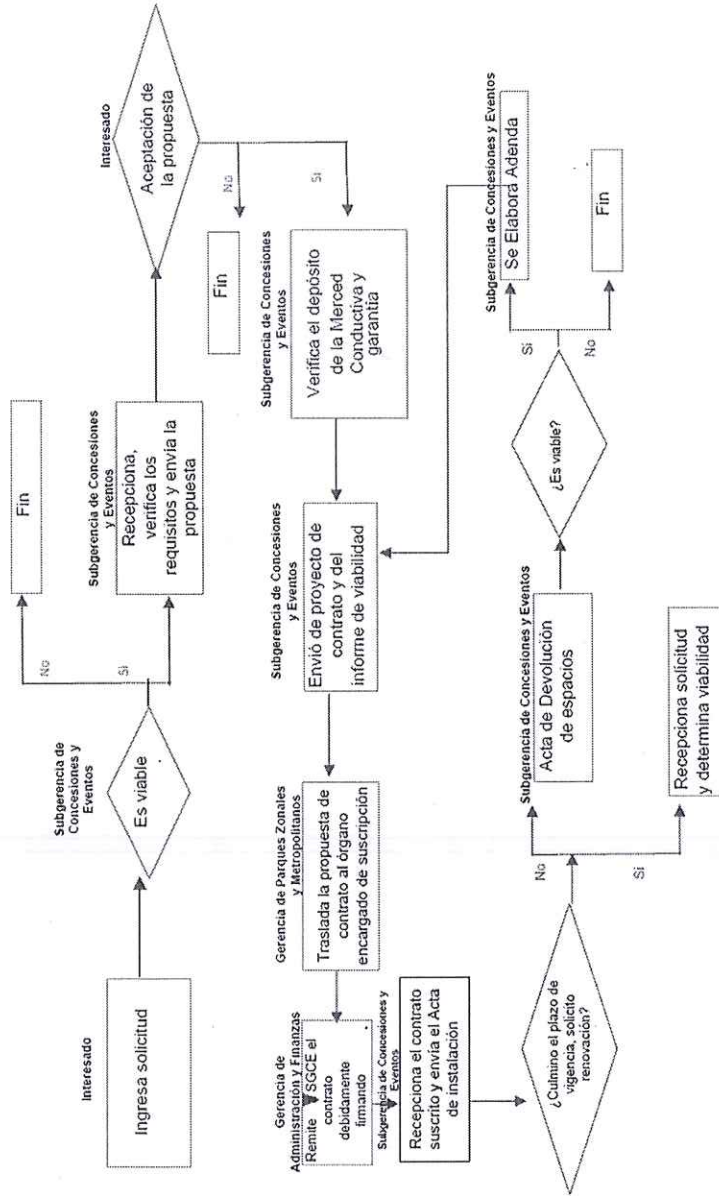 Interesado
Ingresa solicitud
Subgerencia de
Concesiones y
Eventos
Es viable
No
Si
Fin
Subgerencia de Concesiones
y Eventos
Recepciona,
verifica los
requisitos y envía la
propuesta
Interesado
Aceptación de
la propuesta
No
Si
Fin
Subgerencia de Concesiones
y Eventos
Verifica el depósito
de la Merced
Conductiva y
garantía
Subgerencia de Concesiones
y Eventos
Envió de proyecto de
contrato y del
informe de viabilidad
Gerencia de Parques Zonales
y Metropolitanos
Traslada la propuesta de
contrato al órgano
encargado de suscripción
Gerencia de
Administración y Finanzas
Remite SGCE el
contrato
debidamente
firmando
Subgerencia de Concesiones y
Eventos
Recepciona el contrato
suscrito y envía el Acta
de instalación
¿Culmino el plazo de
vigencia, solicito
renovación?
No
Si
Subgerencia de Concesiones y Eventos
Acta de Devolución
de espacios
Recepciona solicitud
y determina viabilidad
¿Es viable?
Si
No
Subgerencia de Concesiones y Eventos
Se Elabora Adenda
Fin